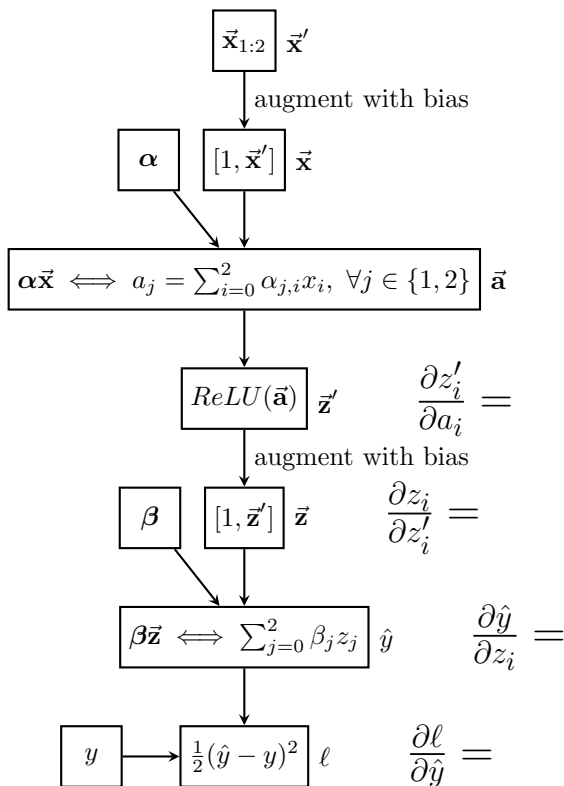 x⃗₁:₂ x⃗′
augment with bias
α [1, x⃗′] x⃗
αx⃗ ⟺ a_j = ∑_{i=0}^{2} α_{j,i}x_i, ∀j ∈ {1, 2} a⃗
ReLU(a⃗) z⃗′ ∂z′_i/∂a_i =
augment with bias
β [1, z⃗′] z⃗ ∂z_i/∂z′_i =
βz⃗ ⟺ ∑_{j=0}^{2} β_j z_j ŷ ∂ŷ/∂z_i =
y ½(ŷ − y)² ℓ ∂ℓ/∂ŷ =